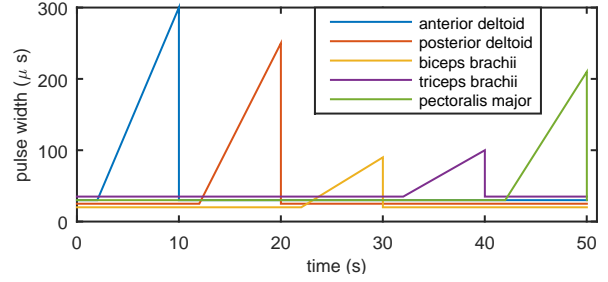 300
200
100
0
pulse width (μ s)
anterior deltoid
posterior deltoid
biceps brachii
triceps brachii
pectoralis major
0 10 20 30 40 50
time (s)